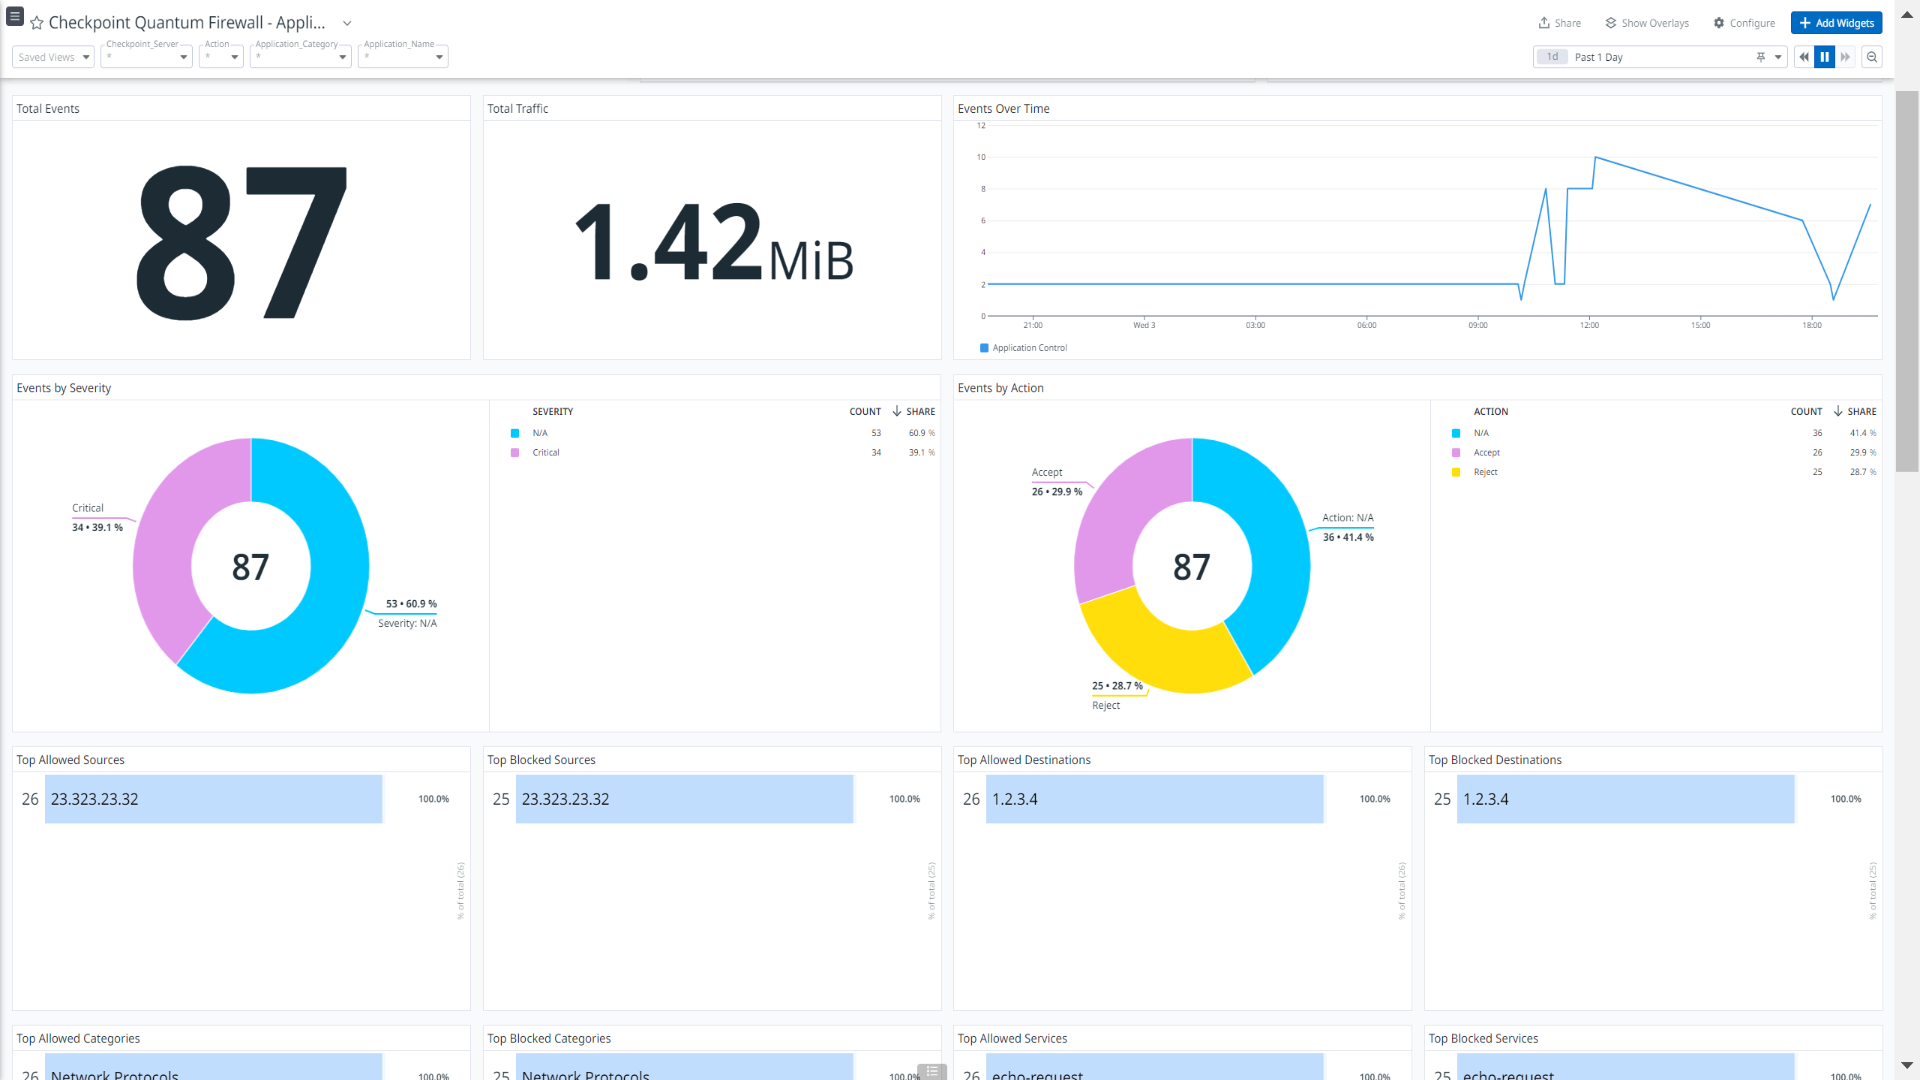 Checkpoint Quantum Firewall - Appli...
Share
Show Overlays
Configure
+ Add Widgets
Saved Views
Checkpoint_Server
*
Action
*
Application_Category
*
Application_Name
*
1d
Past 1 Day
Total Events
87
Total Traffic
1.42 MiB
Events Over Time
12
10
8
6
4
2
0
21:00
Wed 3
03:00
06:00
09:00
12:00
15:00
18:00
Application Control
Events by Severity
Critical
34 • 39.1 %
87
53 • 60.9 %
Severity: N/A
SEVERITY COUNT SHARE
N/A 53 60.9 %
Critical 34 39.1 %
Events by Action
Accept
26 • 29.9 %
Action: N/A
36 • 41.4 %
87
25 • 28.7 %
Reject
ACTION COUNT SHARE
N/A 36 41.4 %
Accept 26 29.9 %
Reject 25 28.7 %
Top Allowed Sources
26 23.323.23.32 100.0%
% of total (26)
Top Blocked Sources
25 23.323.23.32 100.0%
% of total (25)
Top Allowed Destinations
26 1.2.3.4 100.0%
% of total (26)
Top Blocked Destinations
25 1.2.3.4 100.0%
% of total (25)
Top Allowed Categories
26 Network Protocols 100.0%
Top Blocked Categories
25 Network Protocols 100.0%
Top Allowed Services
26 echo-request 100.0%
Top Blocked Services
25 echo-request 100.0%